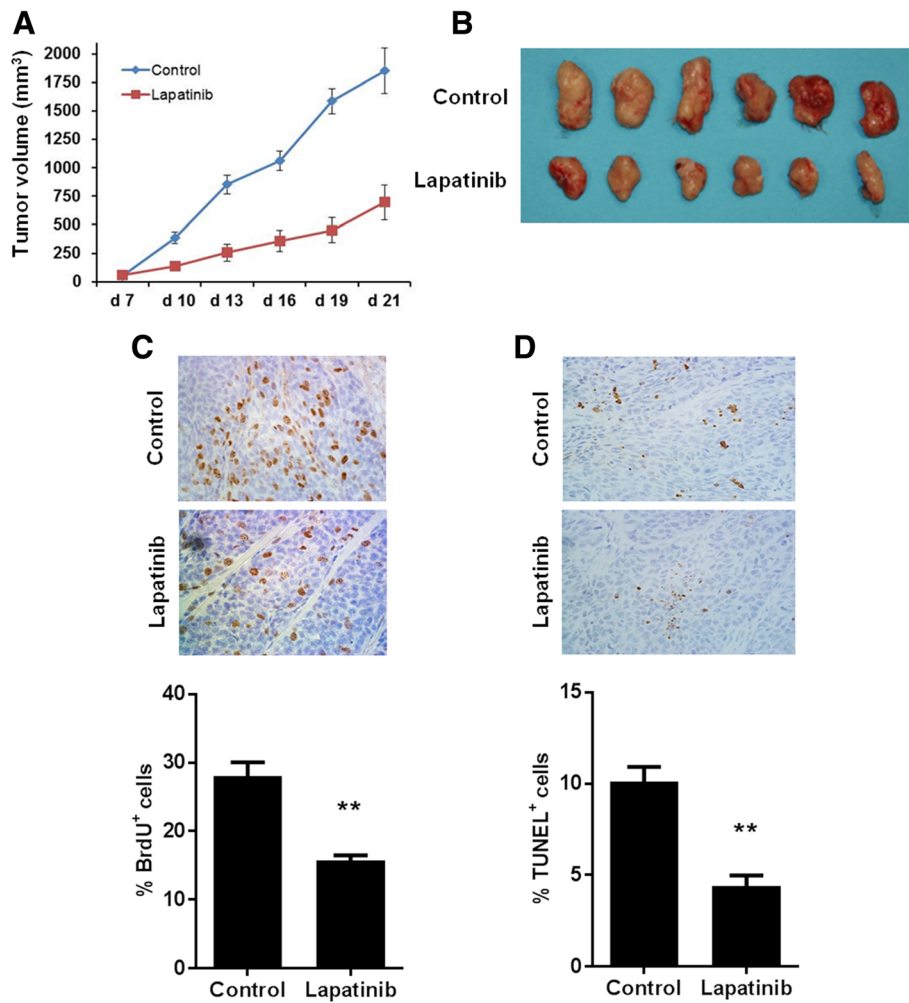 A
Tumor volume (mm³)
2000
1750
1500
1250
1000
750
500
250
0
Control
Lapatinib
d 7 d 10 d 13 d 16 d 19 d 21
B
Control
Lapatinib
C
Control
Lapatinib
% BrdU⁺ cells
40
30
20
10
0
**
Control Lapatinib
D
Control
Lapatinib
% TUNEL⁺ cells
15
10
5
0
**
Control Lapatinib